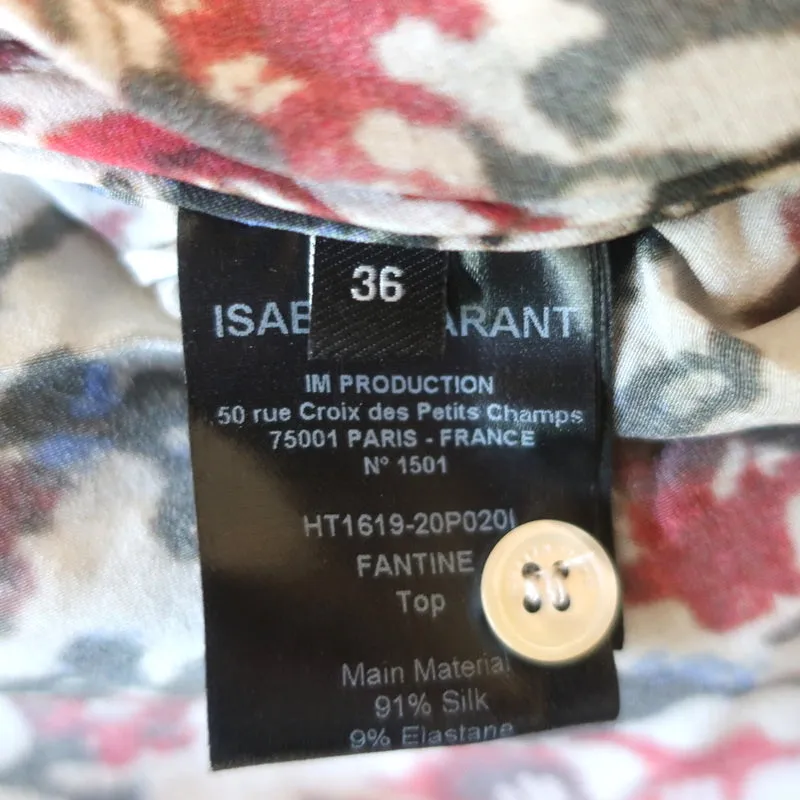 36
ISAB ARANT
IM PRODUCTION
50 rue Croix des Petits Champs
75001 PARIS - FRANCE
N° 1501
HT1619-20P020I
FANTINE
Top
Main Material
91% Silk
9% Elastane